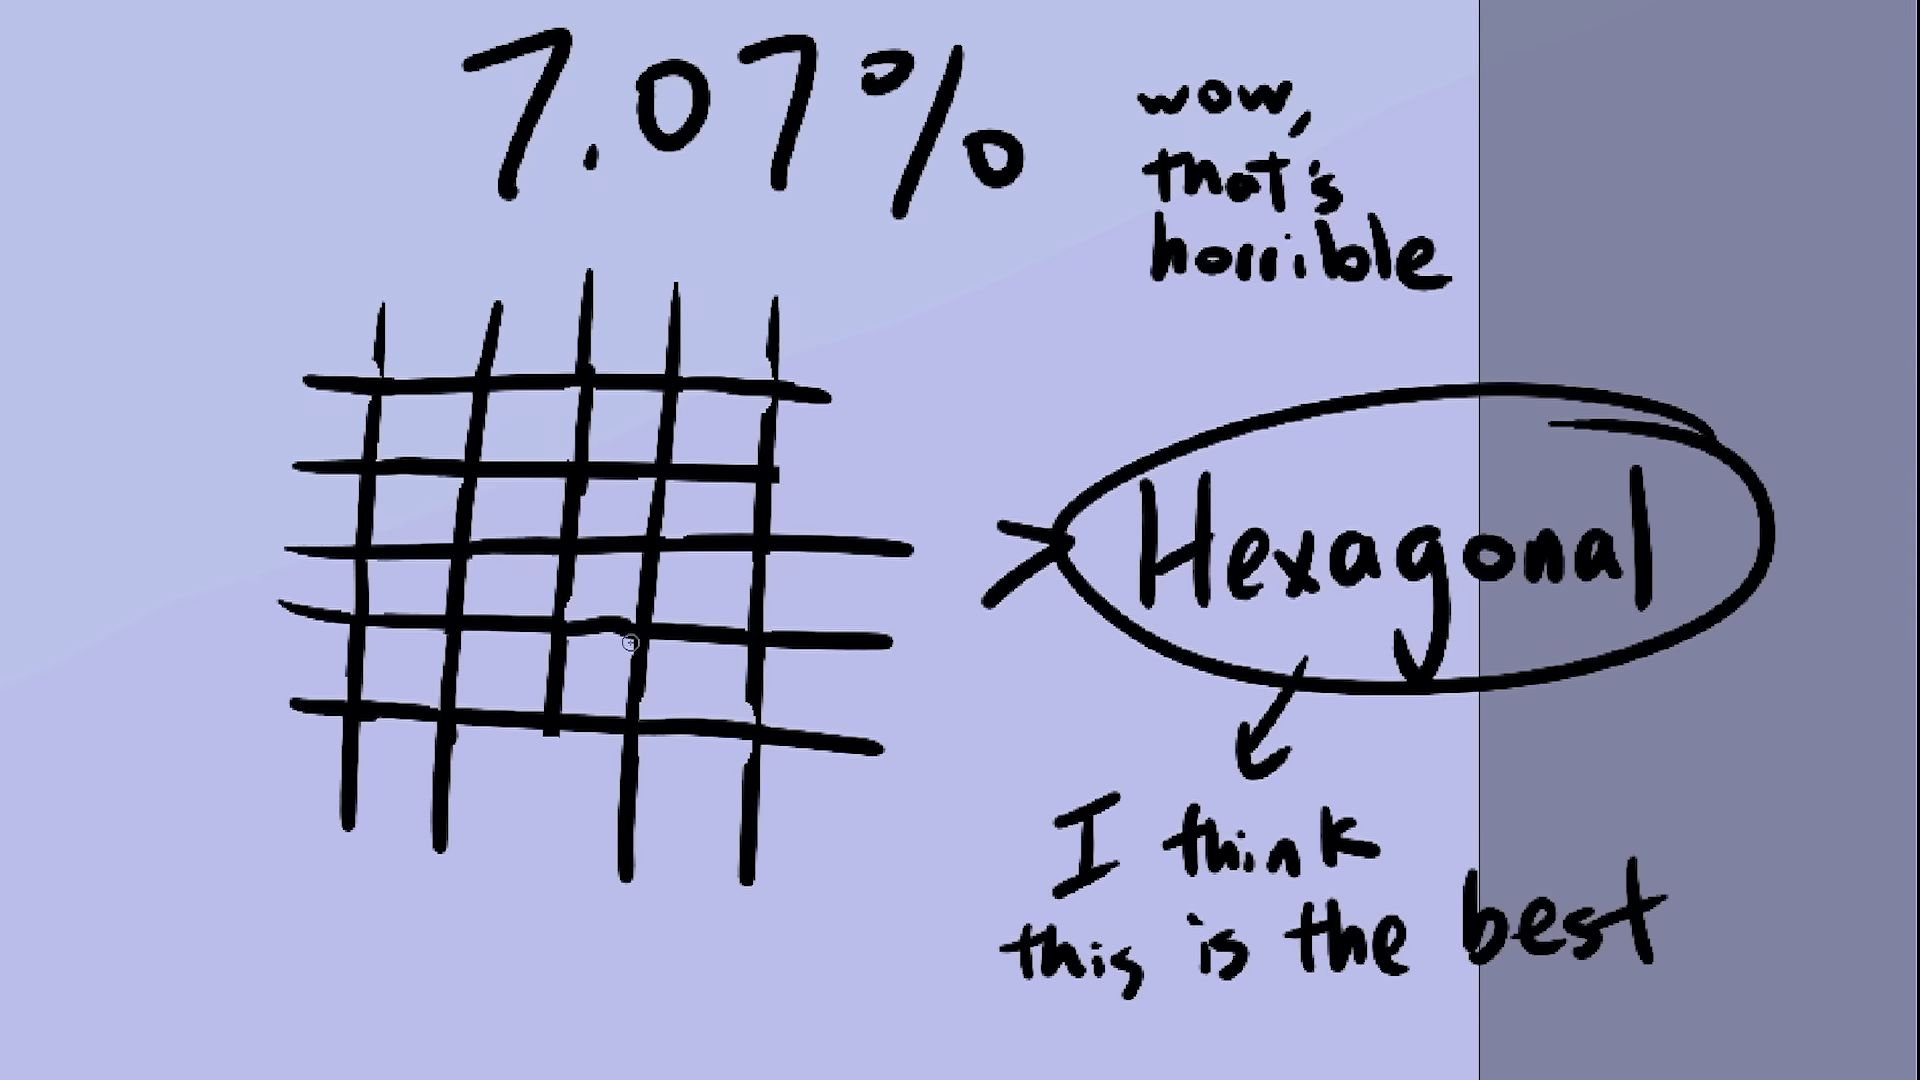 7.07%
wow,
that's
horrible
Hexagonal
I think
this is the best